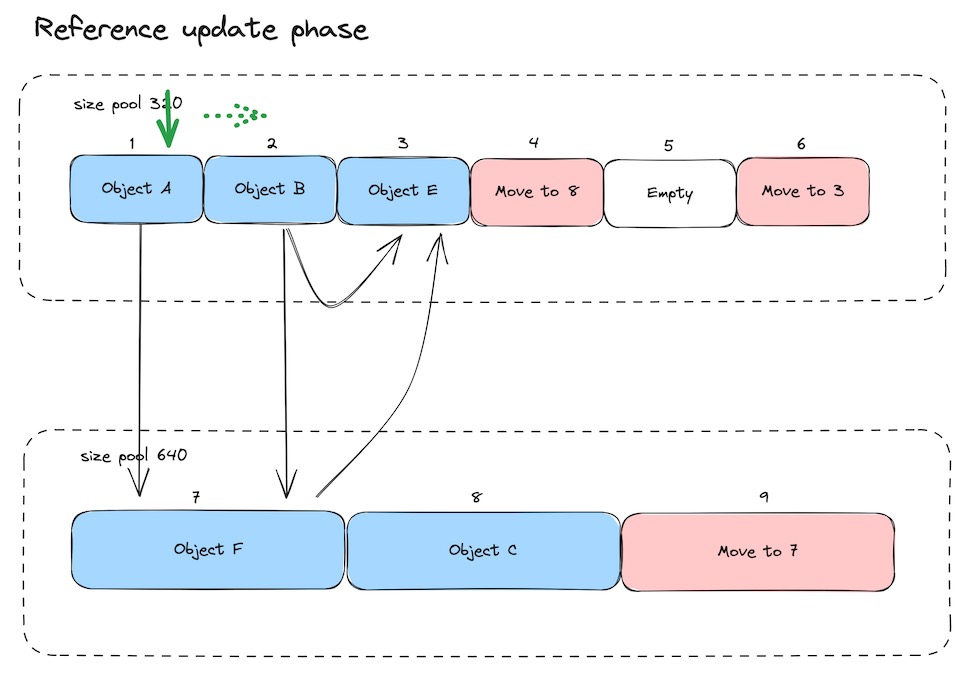 Reference update phase
size pool 320
1 2 3 4 5 6
Object A Object B Object E Move to 8 Empty Move to 3
size pool 640
7 8 9
Object F Object C Move to 7